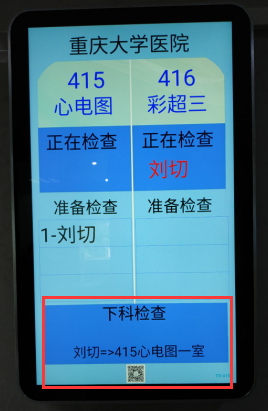 重庆大学医院
415 416
心电图 彩超三
正在检查 正在检查
刘切
准备检查 准备检查
1-刘切
下科检查
刘切=>415心电图一室